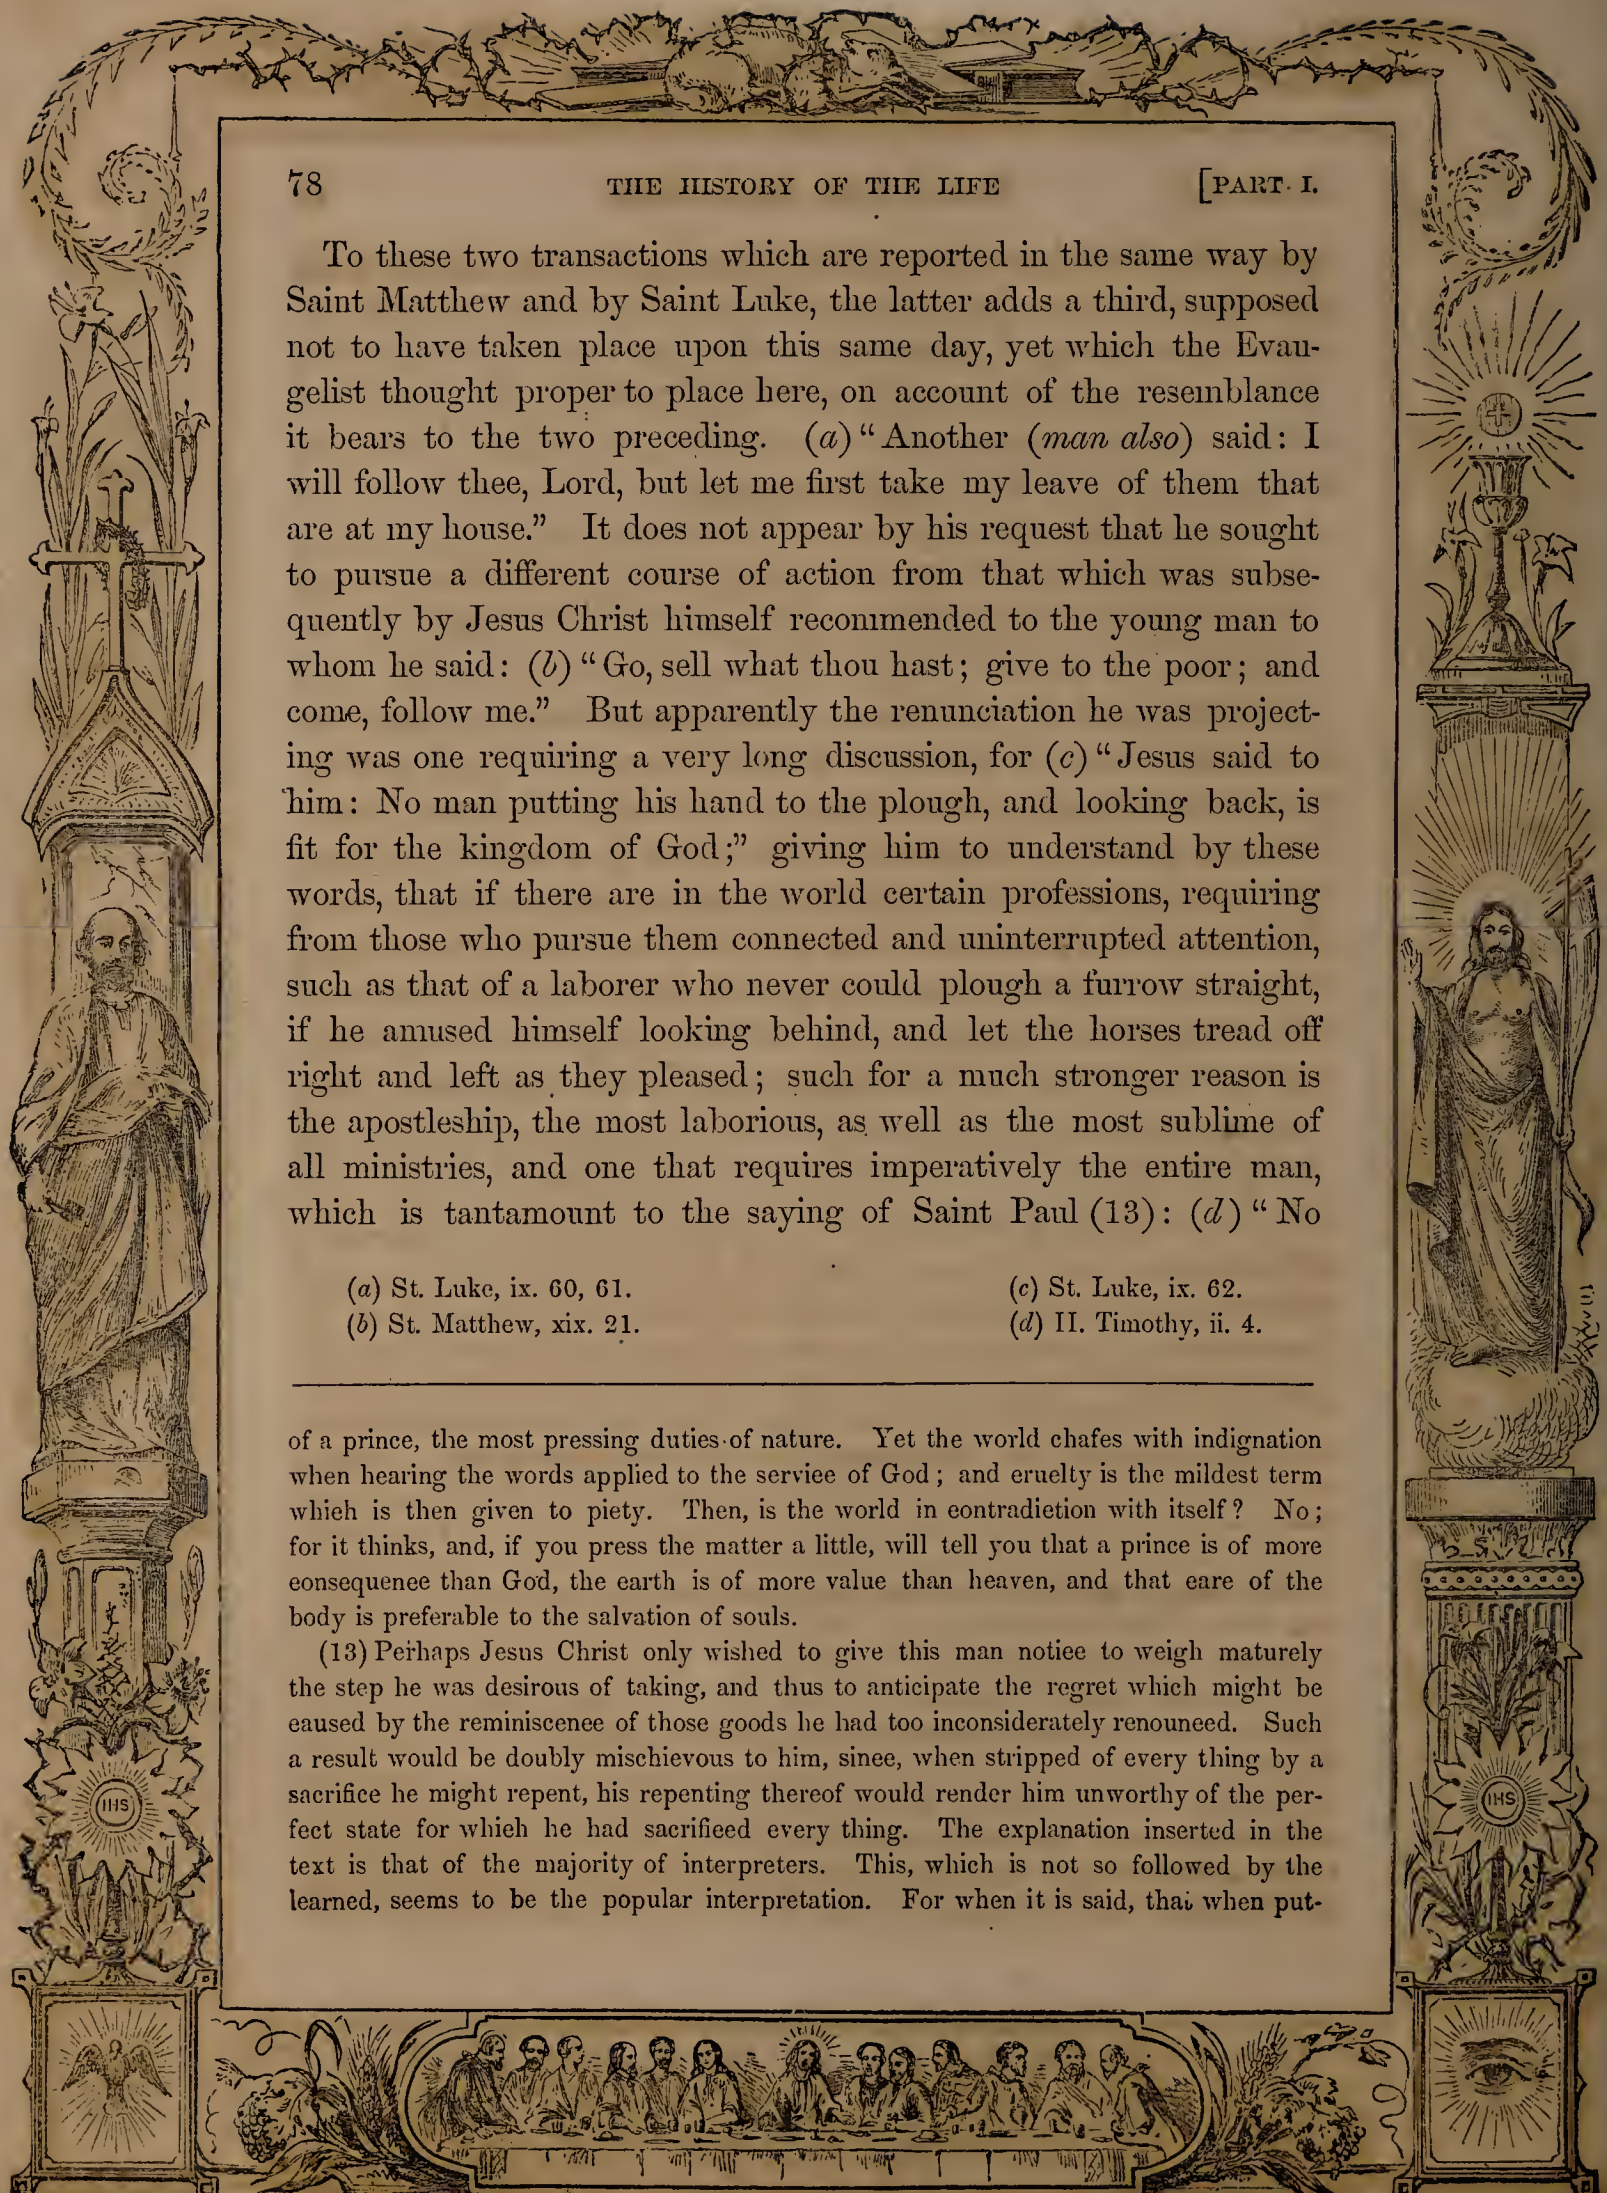 78 THE HISTORY OF THE LIFE [PART I.
To these two transactions which are reported in the same way by
Saint Matthew and by Saint Luke, the latter adds a third, supposed
not to have taken place upon this same day, yet which the Evan-
gelist thought proper to place here, on account of the resemblance
it bears to the two preceding. (a) “Another (man also) said: I
will follow thee, Lord, but let me first take my leave of them that
are at my house.” It does not appear by his request that he sought
to pursue a different course of action from that which was subse-
quently by Jesus Christ himself recommended to the young man to
whom he said: (b) “Go, sell what thou hast; give to the poor; and
come, follow me.” But apparently the renunciation he was project-
ing was one requiring a very long discussion, for (c) “Jesus said to
him: No man putting his hand to the plough, and looking back, is
fit for the kingdom of God;” giving him to understand by these
words, that if there are in the world certain professions, requiring
from those who pursue them connected and uninterrupted attention,
such as that of a laborer who never could plough a furrow straight,
if he amused himself looking behind, and let the horses tread off
right and left as they pleased; such for a much stronger reason is
the apostleship, the most laborious, as well as the most sublime of
all ministries, and one that requires imperatively the entire man,
which is tantamount to the saying of Saint Paul (13): (d) “No
(a) St. Luke, ix. 60, 61.
(b) St. Matthew, xix. 21.
(c) St. Luke, ix. 62.
(d) II. Timothy, ii. 4.
of a prince, the most pressing duties of nature. Yet the world chafes with indignation
when hearing the words applied to the service of God; and cruelty is the mildest term
which is then given to piety. Then, is the world in contradiction with itself? No;
for it thinks, and, if you press the matter a little, will tell you that a prince is of more
consequence than God, the earth is of more value than heaven, and that care of the
body is preferable to the salvation of souls.
(13) Perhaps Jesus Christ only wished to give this man notice to weigh maturely
the step he was desirous of taking, and thus to anticipate the regret which might be
caused by the reminiscence of those goods he had too inconsiderately renounced. Such
a result would be doubly mischievous to him, since, when stripped of every thing by a
sacrifice he might repent, his repenting thereof would render him unworthy of the per-
fect state for which he had sacrificed every thing. The explanation inserted in the
text is that of the majority of interpreters. This, which is not so followed by the
learned, seems to be the popular interpretation. For when it is said, that when put-
IHS
IHS